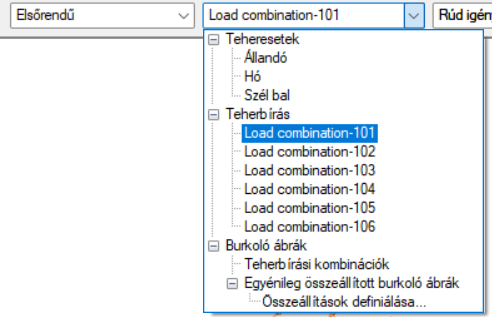 Elsőrendű Load combination-101 Rúd igén
Teheresetek
Állandó
Hó
Szél bal
Teherbírás
Load combination-101
Load combination-102
Load combination-103
Load combination-104
Load combination-105
Load combination-106
Burkoló ábrák
Teherbírási kombinációk
Egyénileg összeállított burkoló ábrák
Összeállítások definiálása...